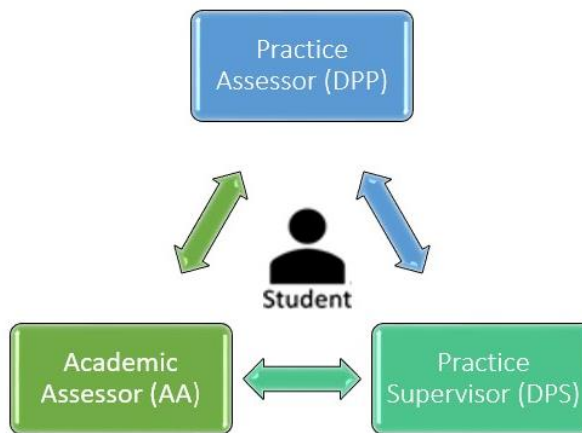 Practice
Assessor (DPP)
Student
Academic
Assessor (AA)
Practice
Supervisor (DPS)